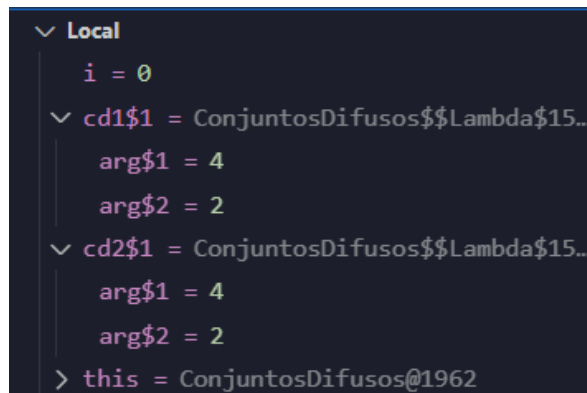 Local
i = 0
cd1$1 = ConjuntosDifusos$$Lambda$15…
arg$1 = 4
arg$2 = 2
cd2$1 = ConjuntosDifusos$$Lambda$15…
arg$1 = 4
arg$2 = 2
this = ConjuntosDifusos@1962